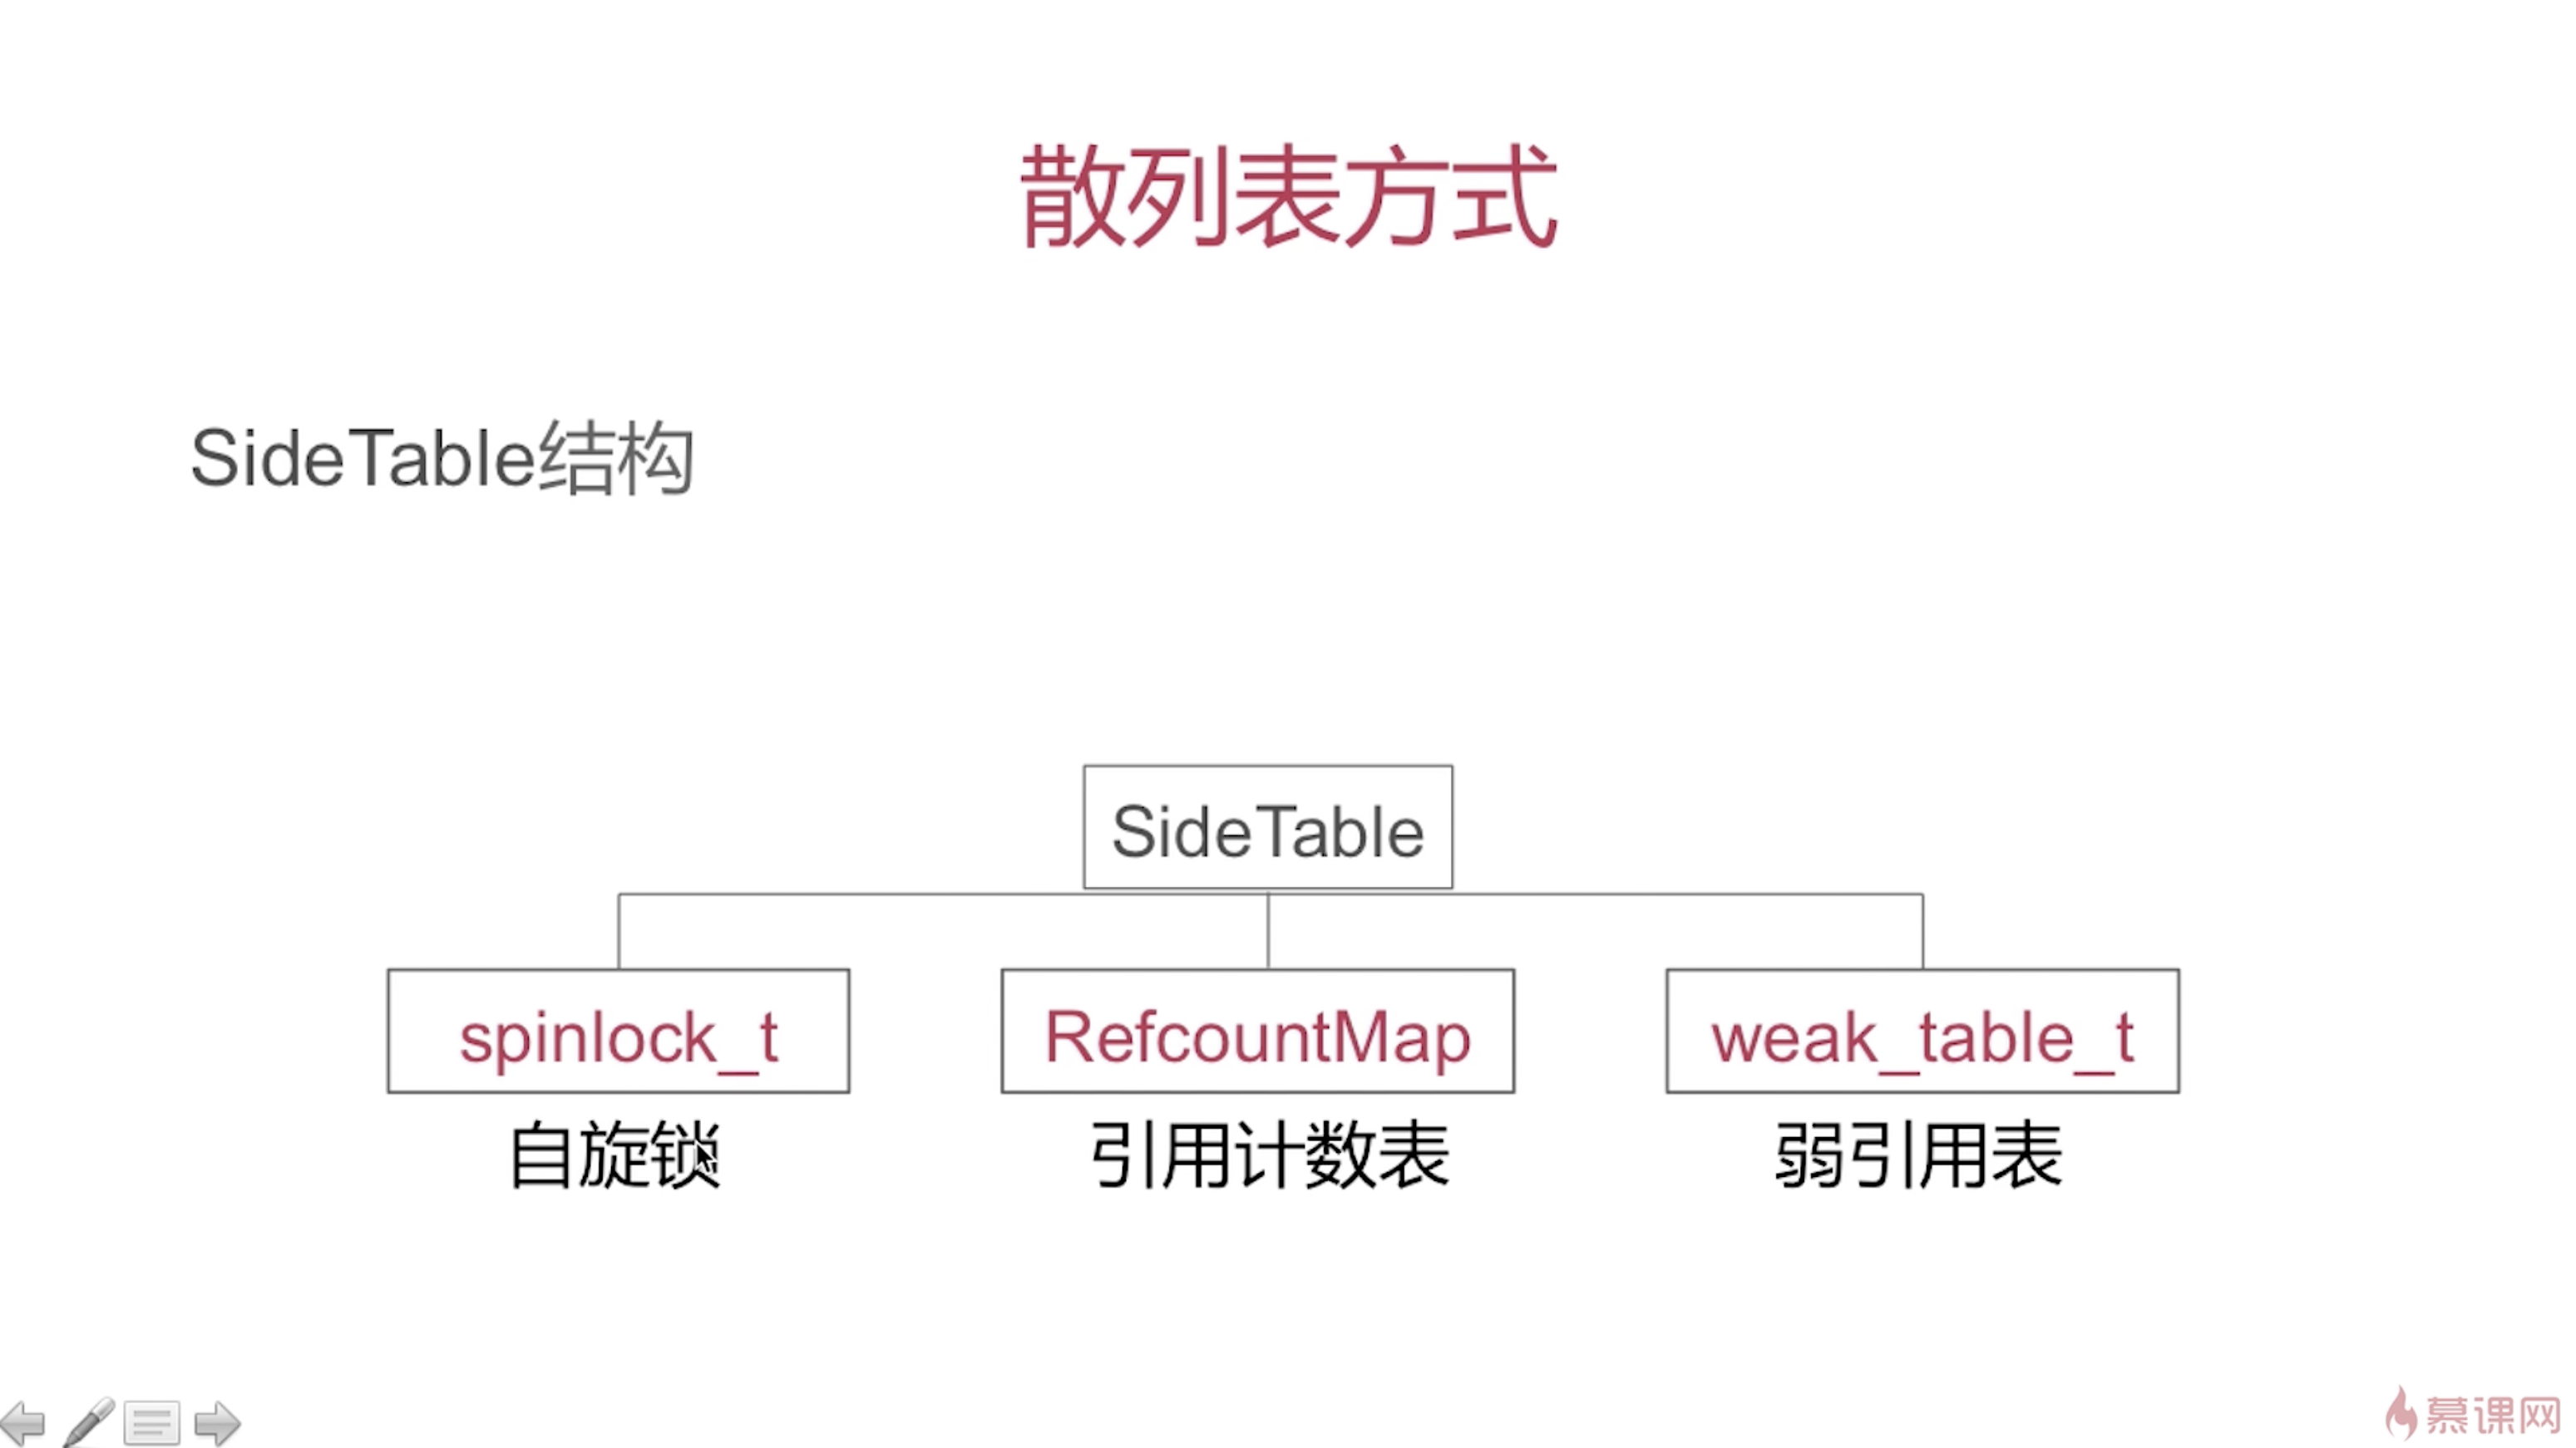 散列表方式
SideTable结构
SideTable
spinlock_t
RefcountMap
weak_table_t
自旋锁
引用计数表
弱引用表
慕课网